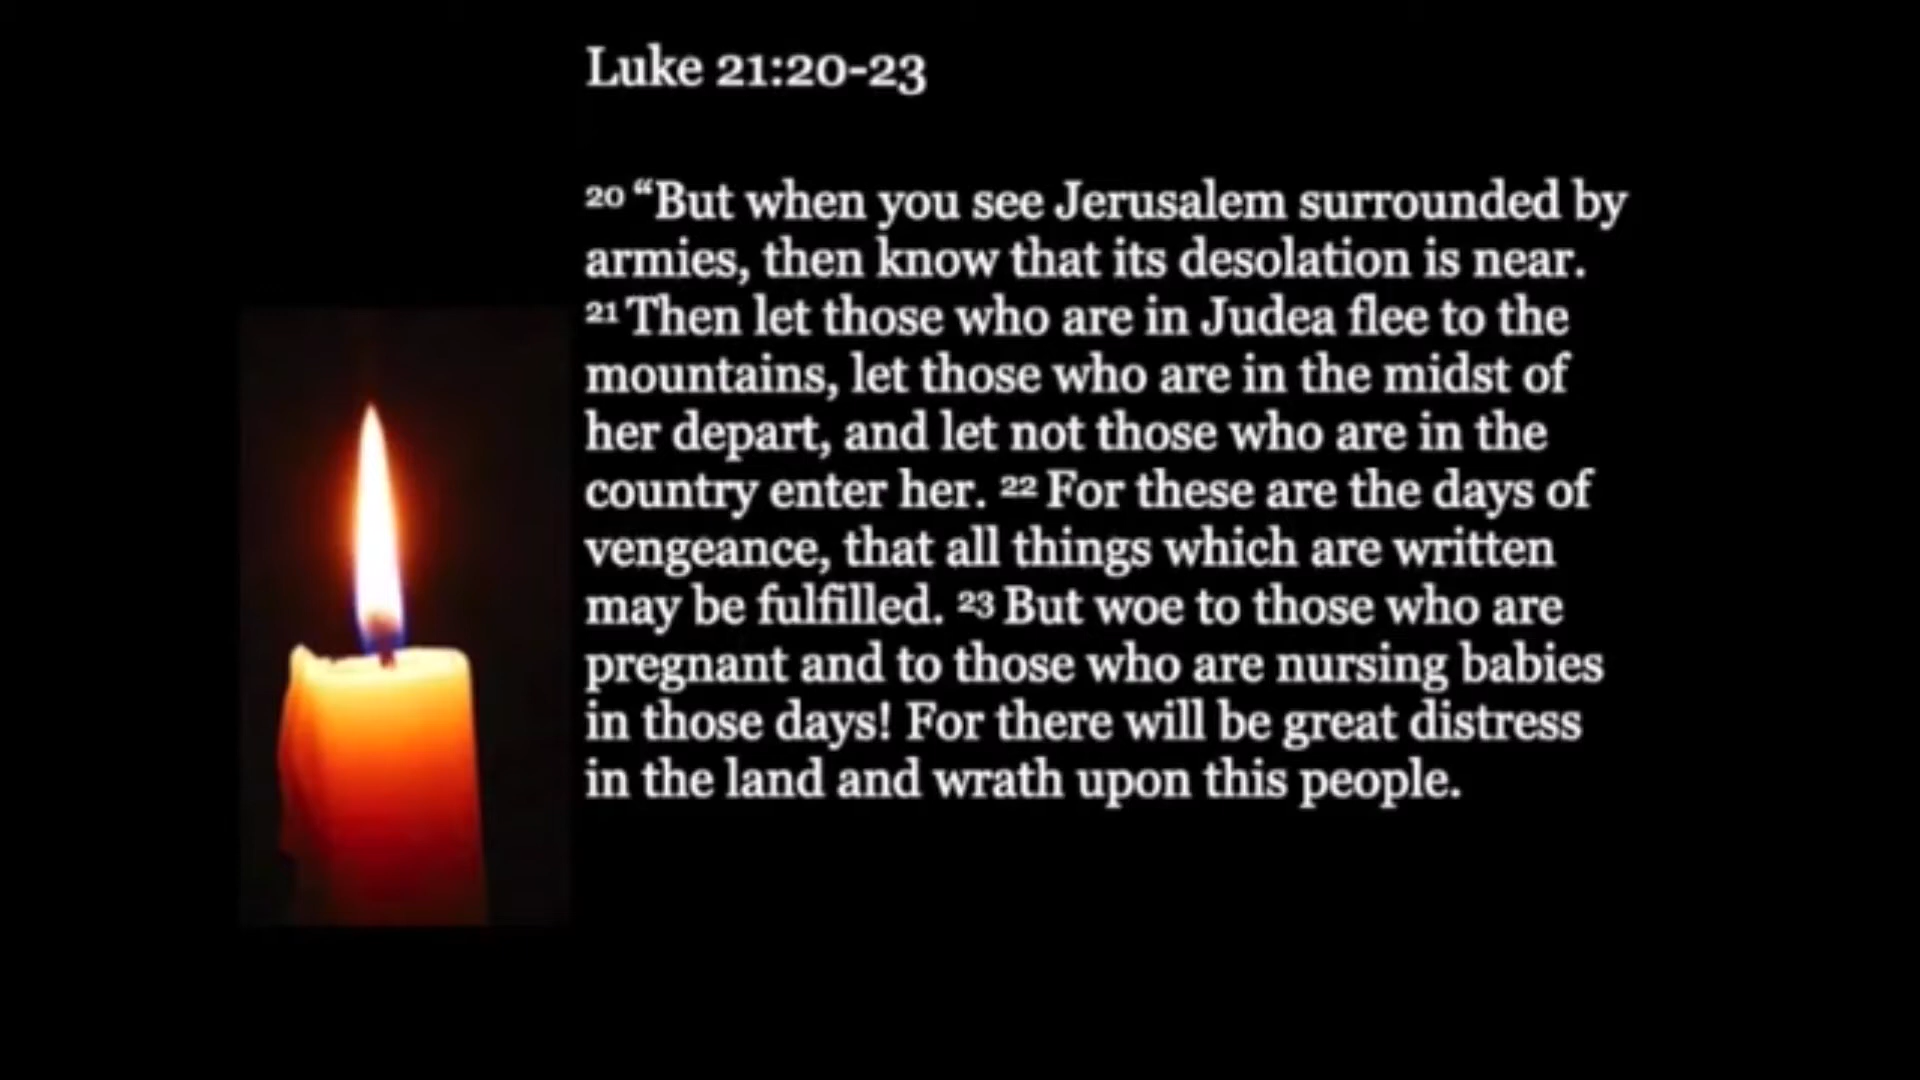 Luke 21:20-23
20 “But when you see Jerusalem surrounded by
armies, then know that its desolation is near.
21 Then let those who are in Judea flee to the
mountains, let those who are in the midst of
her depart, and let not those who are in the
country enter her. 22 For these are the days of
vengeance, that all things which are written
may be fulfilled. 23 But woe to those who are
pregnant and to those who are nursing babies
in those days! For there will be great distress
in the land and wrath upon this people.